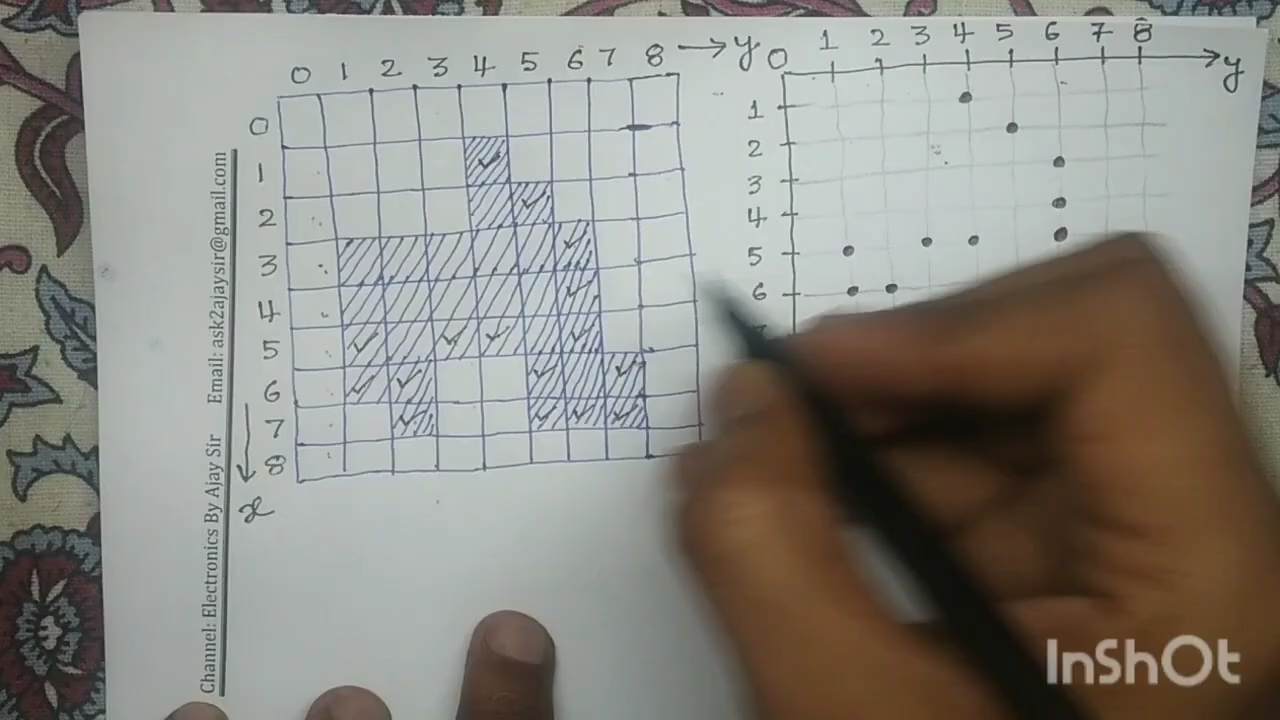 0 1 2 3 4 5 6 7 8 → y
0
1
2
3
4
5
6
7
8
x
0 1 2 3 4 5 6 7 8
y
1
2
3
4
5
6
Channel: Electronics By Ajay Sir Email: ask2ajaysir@gmail.com
InShOt